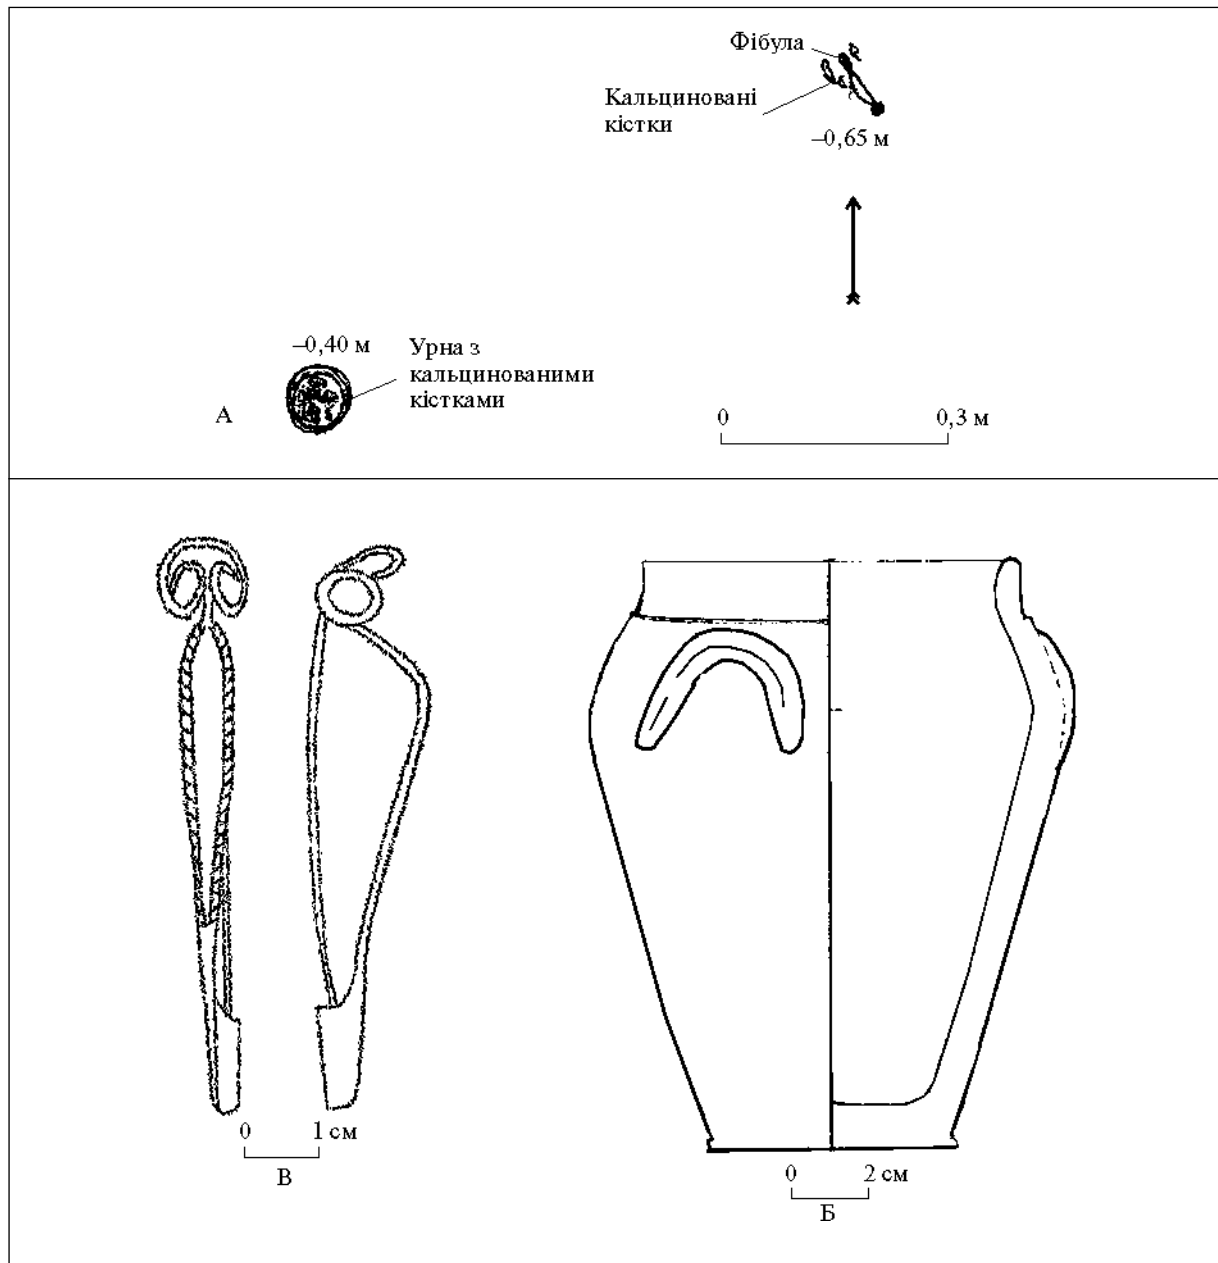 Фібула
Кальциновані
кістки
–0,65 м
–0,40 м
Урна з
кальцинованими
кістками
А
0 0,3 м
0 1 см
В
0 2 см
Б